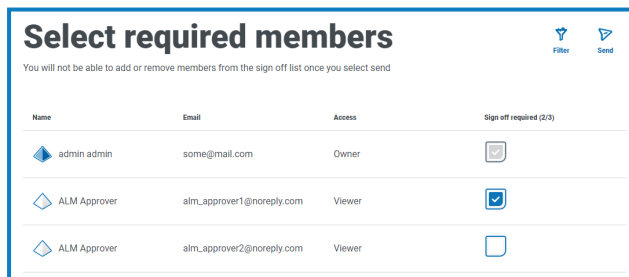 Select required members
Filter
Send
You will not be able to add or remove members from the sign off list once you select send
Name Email Access Sign off required (2/3)
admin admin some@mail.com Owner
ALM Approver alm_approver1@noreply.com Viewer
ALM Approver alm_approver2@noreply.com Viewer